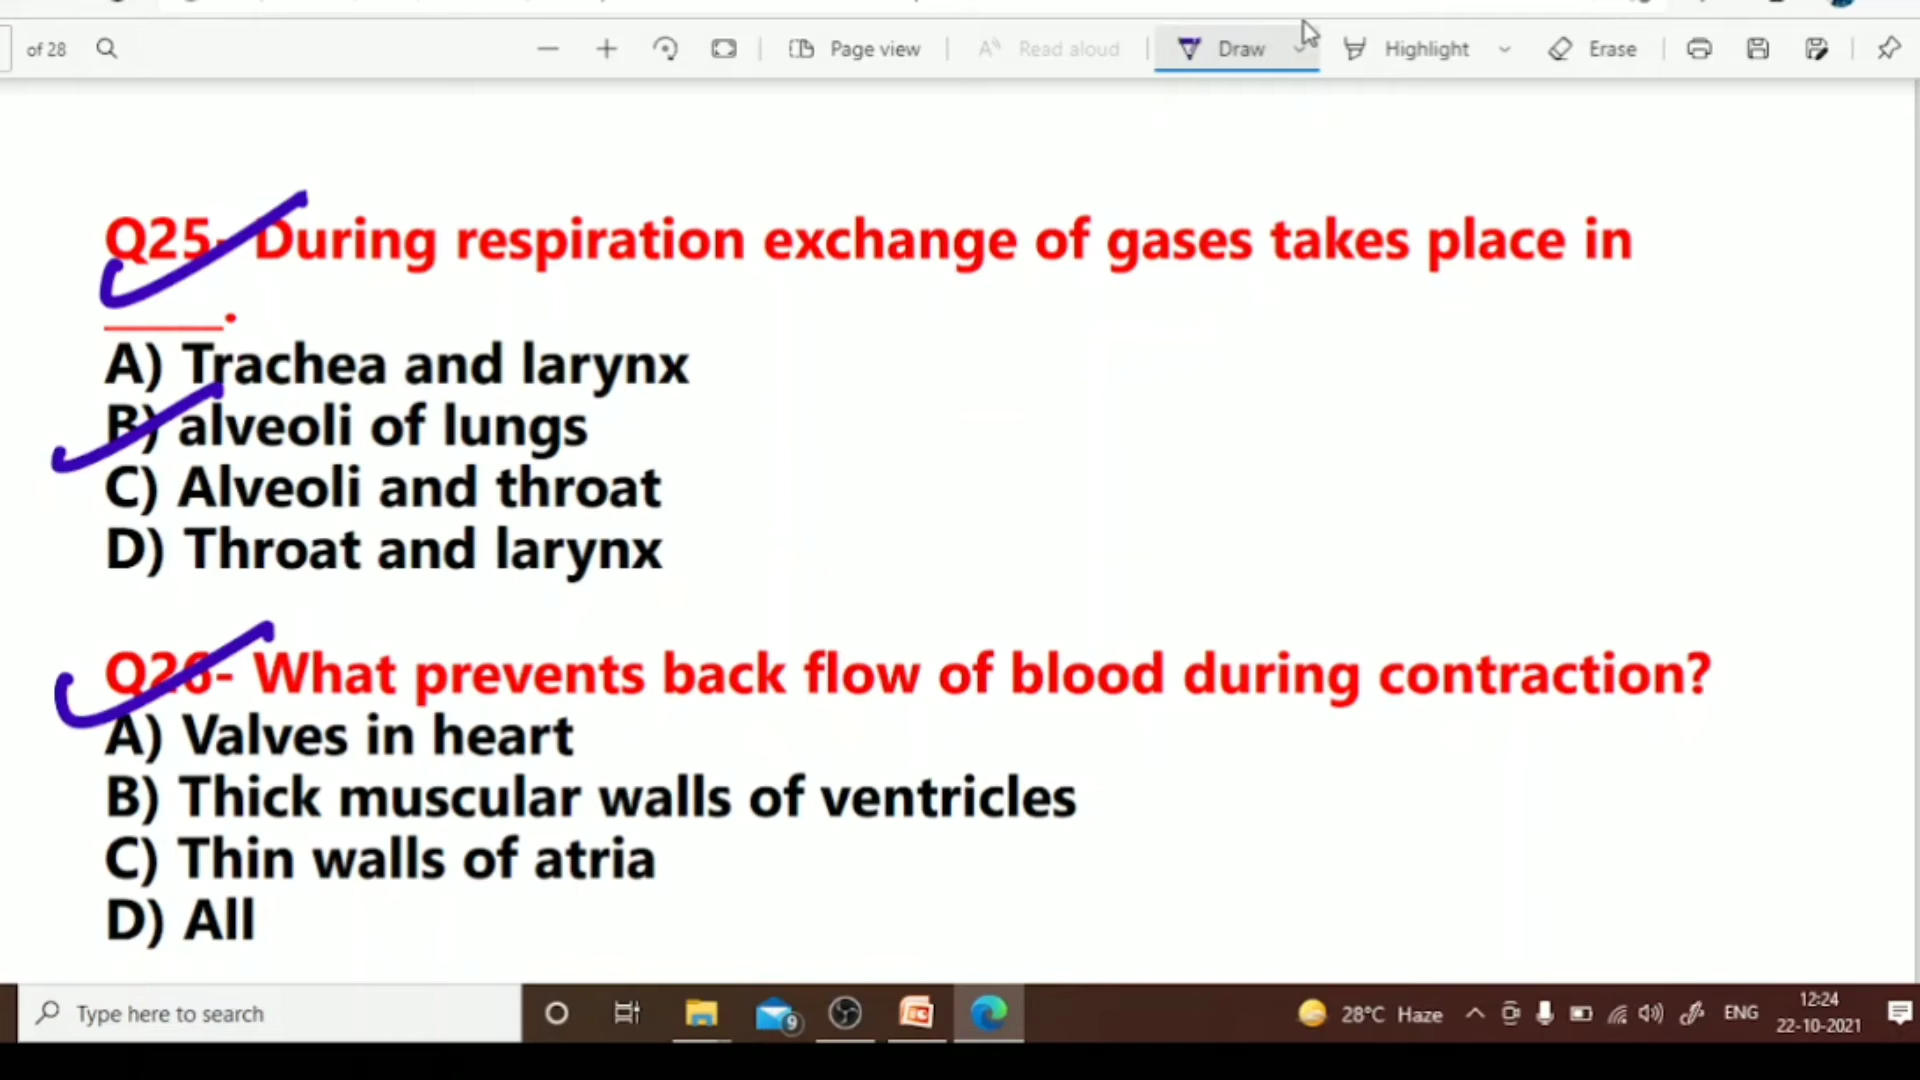 of 28
Page view
Read aloud
Draw
Highlight
Erase
Q25- During respiration exchange of gases takes place in
_____.
A) Trachea and larynx
B) alveoli of lungs
C) Alveoli and throat
D) Throat and larynx
Q26- What prevents back flow of blood during contraction?
A) Valves in heart
B) Thick muscular walls of ventricles
C) Thin walls of atria
D) All
Type here to search
9
28°C Haze
ENG
12:24
22-10-2021